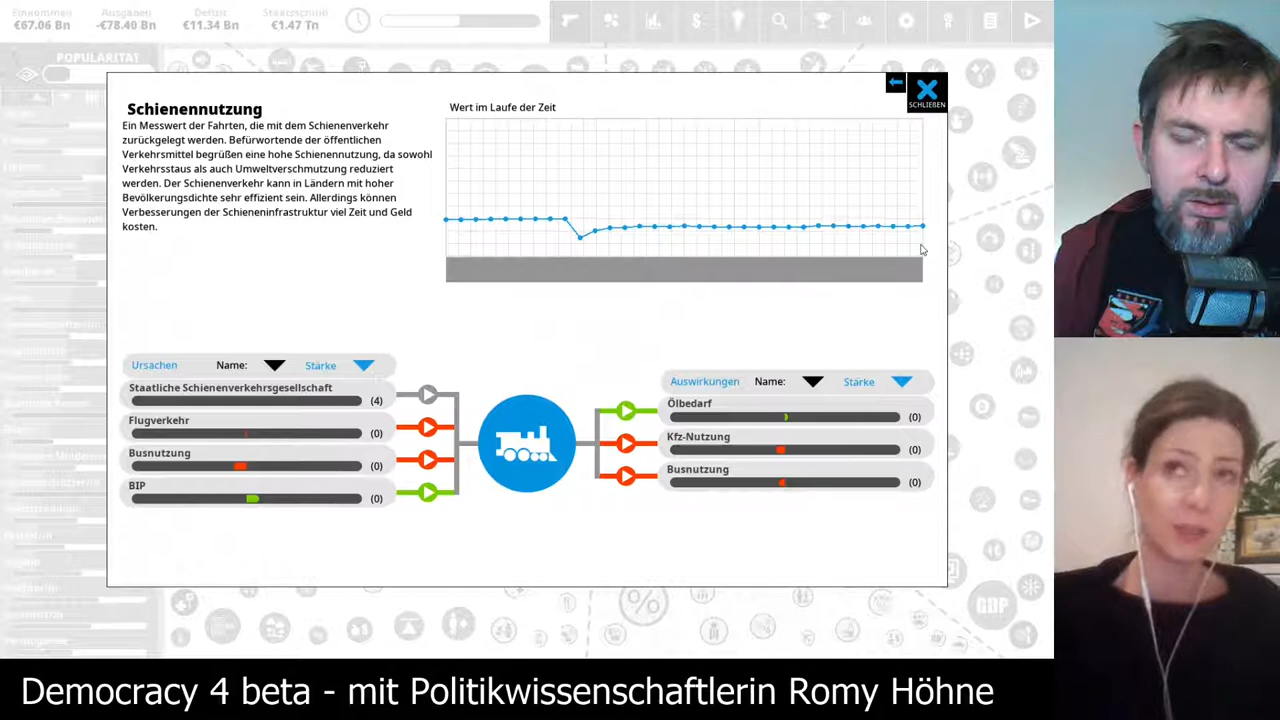 Einkommen Ausgaben Defizit Staatsschuld
€67.06 Bn -€78.40 Bn €11.34 Bn €1.47 Tn
POPULARITÄT
SCHLIEßEN
Schienennutzung
Ein Messwert der Fahrten, die mit dem Schienenverkehr
zurückgelegt werden. Befürwortende der öffentlichen
Verkehrsmittel begrüßen eine hohe Schienennutzung, da sowohl
Verkehrsstaus als auch Umweltverschmutzung reduziert
werden. Der Schienenverkehr kann in Ländern mit hoher
Bevölkerungsdichte sehr effizient sein. Allerdings können
Verbesserungen der Schieneninfrastruktur viel Zeit und Geld
kosten.
Wert im Laufe der Zeit
Ursachen Name: Stärke
Staatliche Schienenverkehrsgesellschaft
(4)
Flugverkehr
(0)
Busnutzung
(0)
BIP
(0)
Auswirkungen Name: Stärke
Ölbedarf
(0)
Kfz-Nutzung
(0)
Busnutzung
(0)
GDP
Democracy 4 beta - mit Politikwissenschaftlerin Romy Höhne